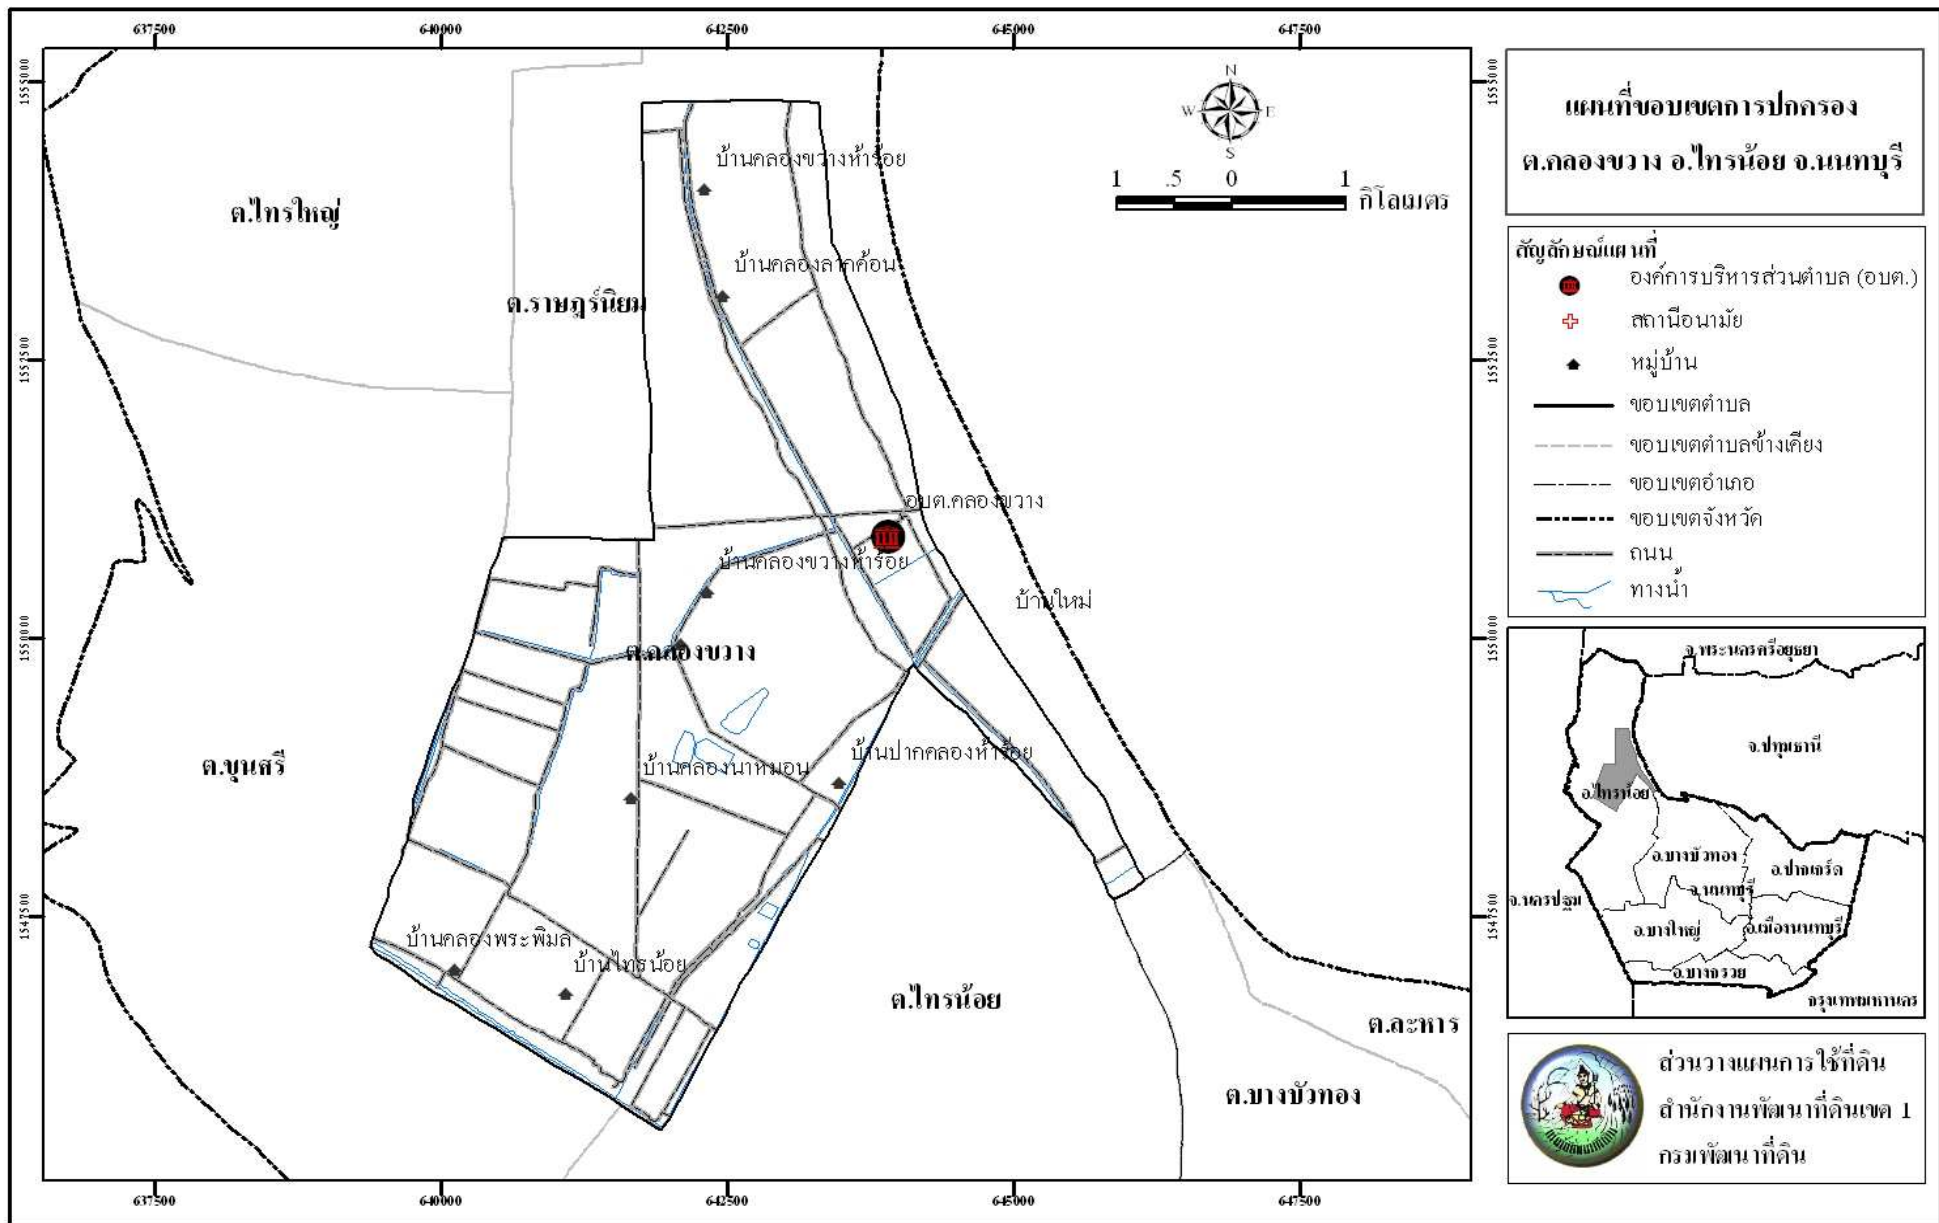 637500 640000 642500 645000 647500
1555000 1555000
1552500 1552500
1550000 1550000
1547500 1547500
637500 640000 642500 645000 647500
N
W E
S
1 .5 0 1
กิโลเมตร
ต.ไทรใหญ่
ต.ราษฎร์นิยม
บ้านคลองขวางห้าร้อย
บ้านคลองลากค้อน
อบต.คลองขวาง
บ้านคลองขวางห้าร้อย
บ้านใหม่
ต.คลองขวาง
บ้านปากคลองห้าร้อย
บ้านคลองนาหมอน
ต.ขุนศรี
บ้านคลองพระพิมล
บ้านไทรน้อย
ต.ไทรน้อย
ต.ละหาร
ต.บางบัวทอง
แผนที่ขอบเขตการปกครอง
ต.คลองขวาง อ.ไทรน้อย จ.นนทบุรี
สัญลักษณ์แผนที่
องค์การบริหารส่วนตำบล (อบต.)
สถานีอนามัย
หมู่บ้าน
ขอบเขตตำบล
ขอบเขตตำบลข้างเคียง
ขอบเขตอำเภอ
ขอบเขตจังหวัด
ถนน
ทางน้ำ
จ.พระนครศรีอยุธยา
จ.ปทุมธานี
อ.ไทรน้อย
อ.บางบัวทอง
อ.ปากเกร็ด
จ.นนทบุรี
จ.นครปฐม
อ.บางใหญ่
อ.เมืองนนทบุรี
อ.บางกรวย
กรุงเทพมหานคร
ส่วนวางแผนการใช้ที่ดิน
สำนักงานพัฒนาที่ดินเขต 1
กรมพัฒนาที่ดิน